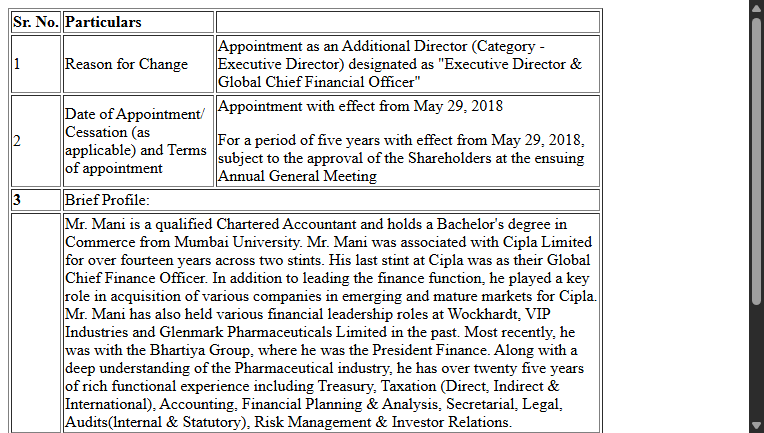 Sr. No. Particulars
1
Reason for Change
Appointment as an Additional Director (Category -
Executive Director) designated as "Executive Director &
Global Chief Financial Officer"
2
Date of Appointment/
Cessation (as
applicable) and Terms
of appointment
Appointment with effect from May 29, 2018
For a period of five years with effect from May 29, 2018,
subject to the approval of the Shareholders at the ensuing
Annual General Meeting
3 Brief Profile:
Mr. Mani is a qualified Chartered Accountant and holds a Bachelor's degree in
Commerce from Mumbai University. Mr. Mani was associated with Cipla Limited
for over fourteen years across two stints. His last stint at Cipla was as their Global
Chief Finance Officer. In addition to leading the finance function, he played a key
role in acquisition of various companies in emerging and mature markets for Cipla.
Mr. Mani has also held various financial leadership roles at Wockhardt, VIP
Industries and Glenmark Pharmaceuticals Limited in the past. Most recently, he
was with the Bhartiya Group, where he was the President Finance. Along with a
deep understanding of the Pharmaceutical industry, he has over twenty five years
of rich functional experience including Treasury, Taxation (Direct, Indirect &
International), Accounting, Financial Planning & Analysis, Secretarial, Legal,
Audits(Internal & Statutory), Risk Management & Investor Relations.